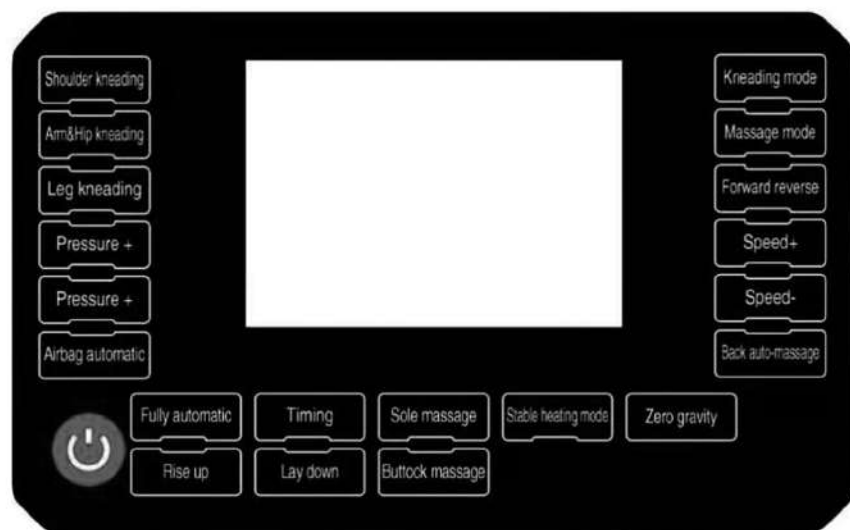 Shoulder kneading
Arm&Hip kneading
Leg kneading
Pressure +
Pressure +
Airbag automatic
Kneading mode
Massage mode
Forward reverse
Speed+
Speed-
Back auto-massage
Fully automatic
Timing
Sole massage
Stable heating mode
Zero gravity
Rise up
Lay down
Buttock massage